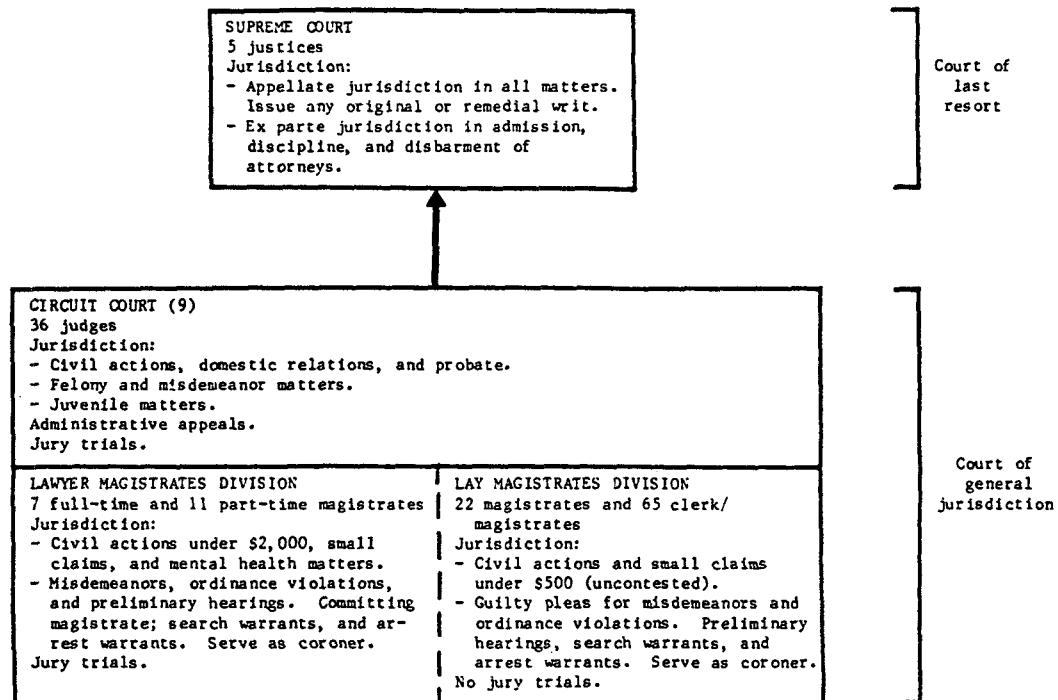 SUPREME COURT
5 justices
Jurisdiction:
- Appellate jurisdiction in all matters.
Issue any original or remedial writ.
- Ex parte jurisdiction in admission,
discipline, and disbarment of
attorneys.
Court of
last
resort
CIRCUIT COURT (9)
36 judges
Jurisdiction:
- Civil actions, domestic relations, and probate.
- Felony and misdemeanor matters.
- Juvenile matters.
Administrative appeals.
Jury trials.
LAWYER MAGISTRATES DIVISION
7 full-time and 11 part-time magistrates
Jurisdiction:
- Civil actions under $2,000, small
claims, and mental health matters.
- Misdemeanors, ordinance violations,
and preliminary hearings. Committing
magistrate; search warrants, and ar-
rest warrants. Serve as coroner.
Jury trials.
LAY MAGISTRATES DIVISION
22 magistrates and 65 clerk/
magistrates
Jurisdiction:
- Civil actions and small claims
under $500 (uncontested).
- Guilty pleas for misdemeanors and
ordinance violations. Preliminary
hearings, search warrants, and
arrest warrants. Serve as coroner.
No jury trials.
Court of
general
jurisdiction